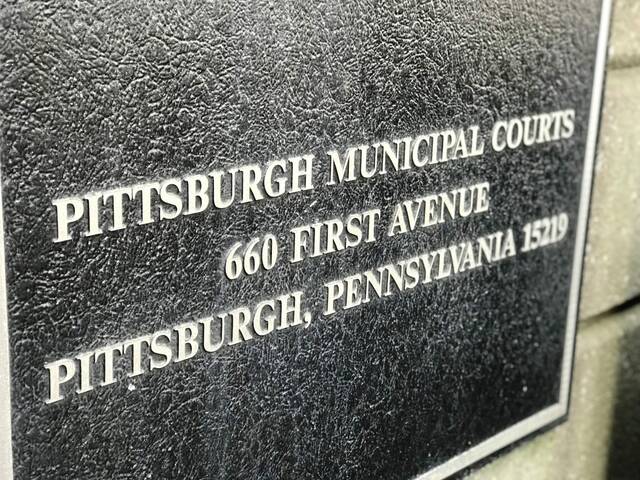 PITTSBURGH MUNICIPAL COURTS
660 FIRST AVENUE
PITTSBURGH, PENNSYLVANIA 15219